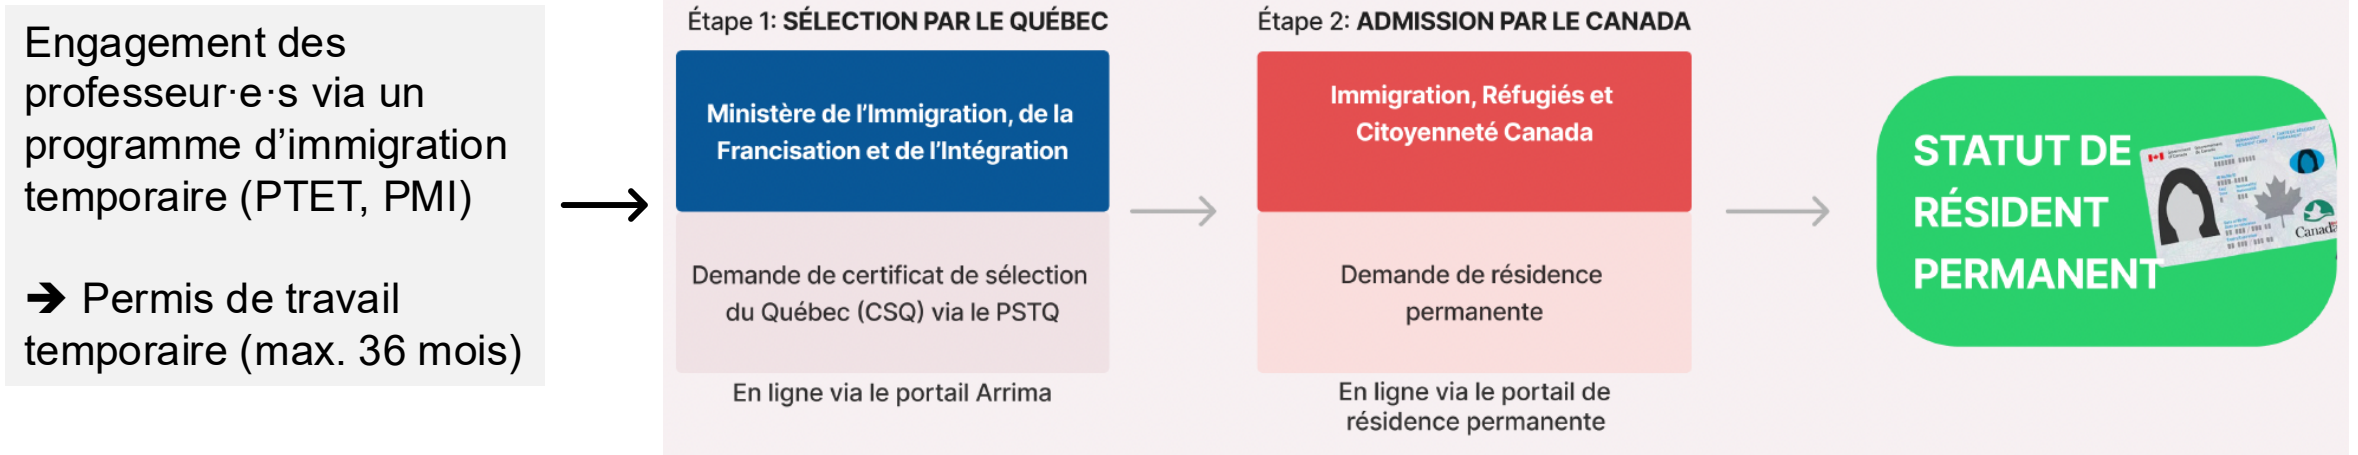 Engagement des
professeur·e·s via un
programme d’immigration
temporaire (PTET, PMI)
➔ Permis de travail
temporaire (max. 36 mois)
Étape 1: SÉLECTION PAR LE QUÉBEC
Ministère de l’Immigration, de la
Francisation et de l’Intégration
Demande de certificat de sélection
du Québec (CSQ) via le PSTQ
En ligne via le portail Arrima
Étape 2: ADMISSION PAR LE CANADA
Immigration, Réfugiés et
Citoyenneté Canada
Demande de résidence
permanente
En ligne via le portail de
résidence permanente
STATUT DE
RÉSIDENT
PERMANENT
Canada